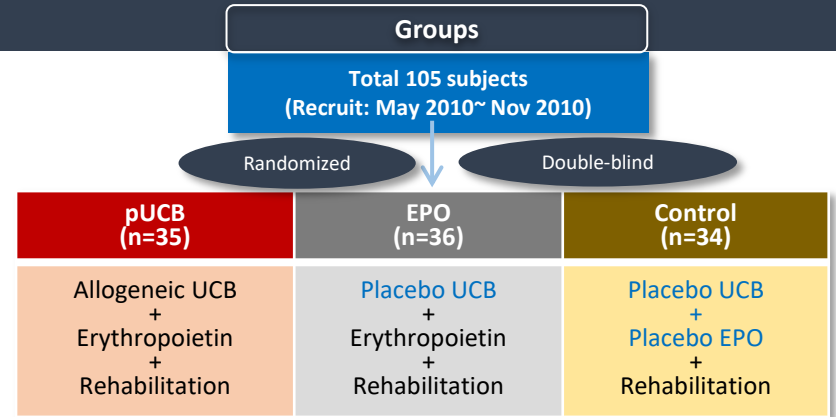 Groups
Total 105 subjects
(Recruit: May 2010~ Nov 2010)
Randomized
Double-blind
pUCB
(n=35)
EPO
(n=36)
Control
(n=34)
Allogeneic UCB
+
Erythropoietin
+
Rehabilitation
Placebo UCB
+
Erythropoietin
+
Rehabilitation
Placebo UCB
+
Placebo EPO
+
Rehabilitation